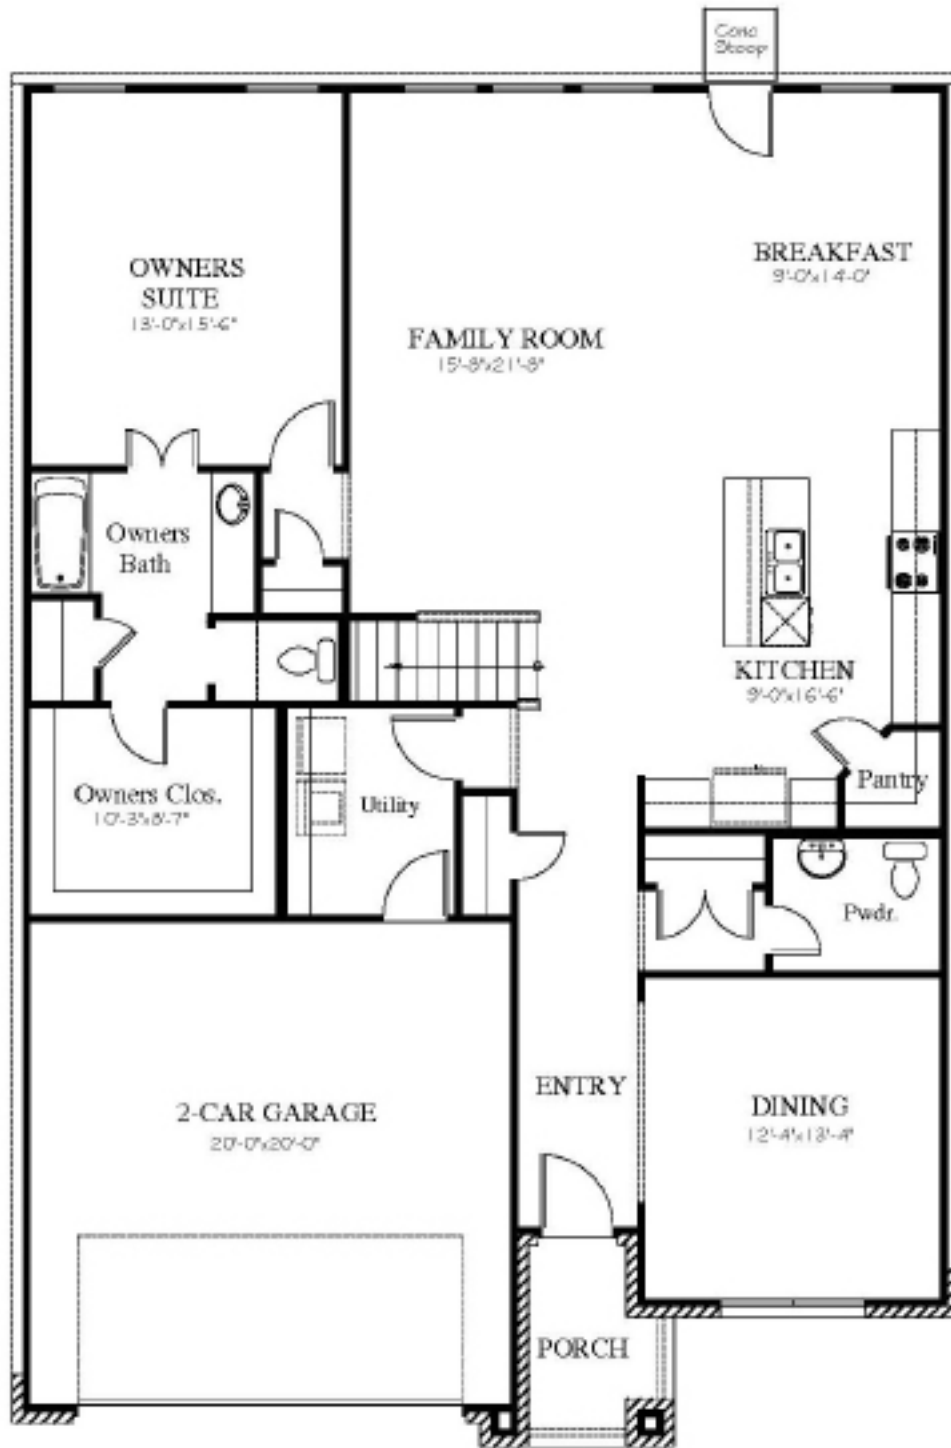 Conc
Stoop
OWNERS
SUITE
13'-0"x15'-6"
BREAKFAST
9'-0"x14'-0"
FAMILY ROOM
15'-8"x21'-8"
Owners
Bath
KITCHEN
9'-0"x16'-6"
Pantry
Owners Clos.
10'-3"x8'-7"
Utility
Pwdr.
ENTRY
2-CAR GARAGE
20'-0"x20'-0"
DINING
12'-4"x13'-4"
PORCH